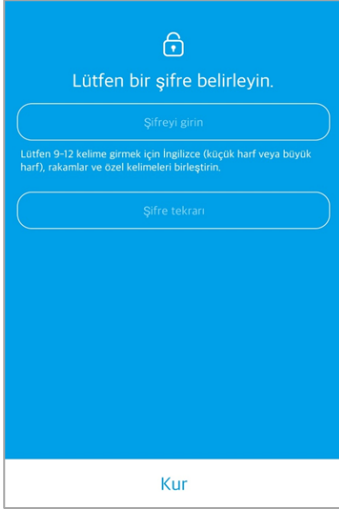 Lütfen bir şifre belirleyin.
Şifreyi girin
Lütfen 9-12 kelime girmek için İngilizce (küçük harf veya büyük
harf), rakamlar ve özel kelimeleri birleştirin.
Şifre tekrarı
Kur